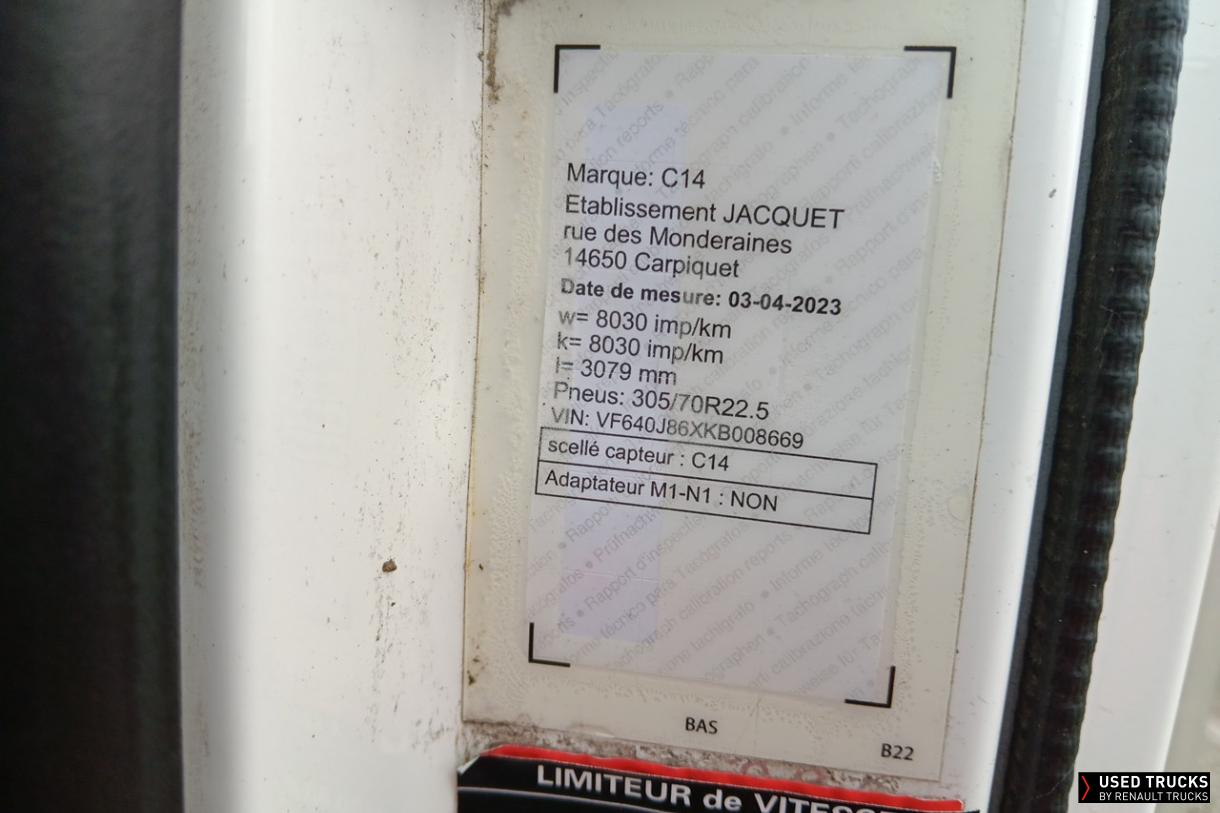 Marque: C14
Etablissement JACQUET
rue des Monderaines
14650 Carpiquet
Date de mesure: 03-04-2023
w= 8030 imp/km
k= 8030 imp/km
l= 3079 mm
Pneus: 305/70R22.5
VIN: VF640J86XKB008669
scellé capteur : C14
Adaptateur M1-N1 : NON
BAS
B22
LIMITEUR de
USED TRUCKS
BY RENAULT TRUCKS